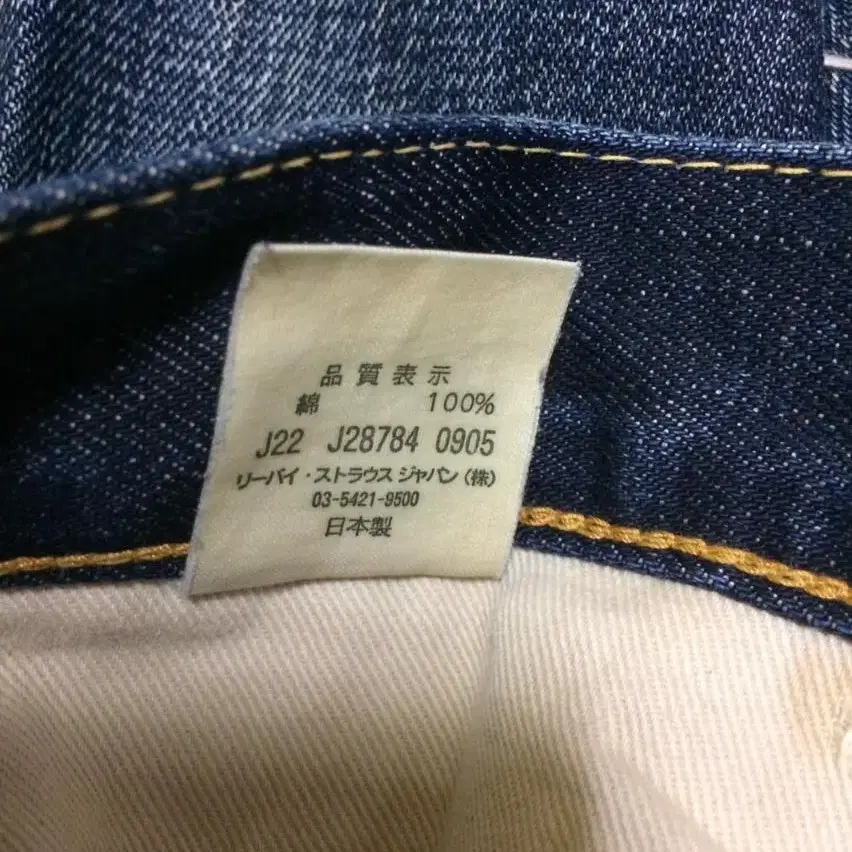 品質表示
綿 100%
J22 J28784 0905
リーバイ・ストラウス ジャパン(株)
03-5421-9500
日本製